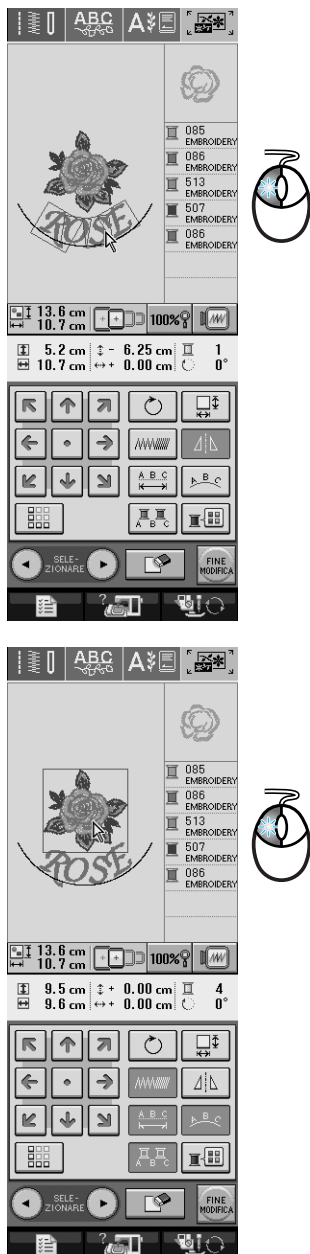 ABC A
085
EMBROIDERY
086
EMBROIDERY
513
EMBROIDERY
507
EMBROIDERY
086
EMBROIDERY
ROSE
13.6 cm
10.7 cm 100%
5.2 cm - 6.25 cm 1
10.7 cm + 0.00 cm 0°
A B C A B C
A B C
SELE-
ZIONARE
FINE
MODIFICA
?
ABC A
085
EMBROIDERY
086
EMBROIDERY
513
EMBROIDERY
507
EMBROIDERY
086
EMBROIDERY
ROSE
13.6 cm
10.7 cm 100%
9.5 cm + 0.00 cm 4
9.6 cm + 0.00 cm 0°
A B C A B C
A B C
SELE-
ZIONARE
FINE
MODIFICA
?